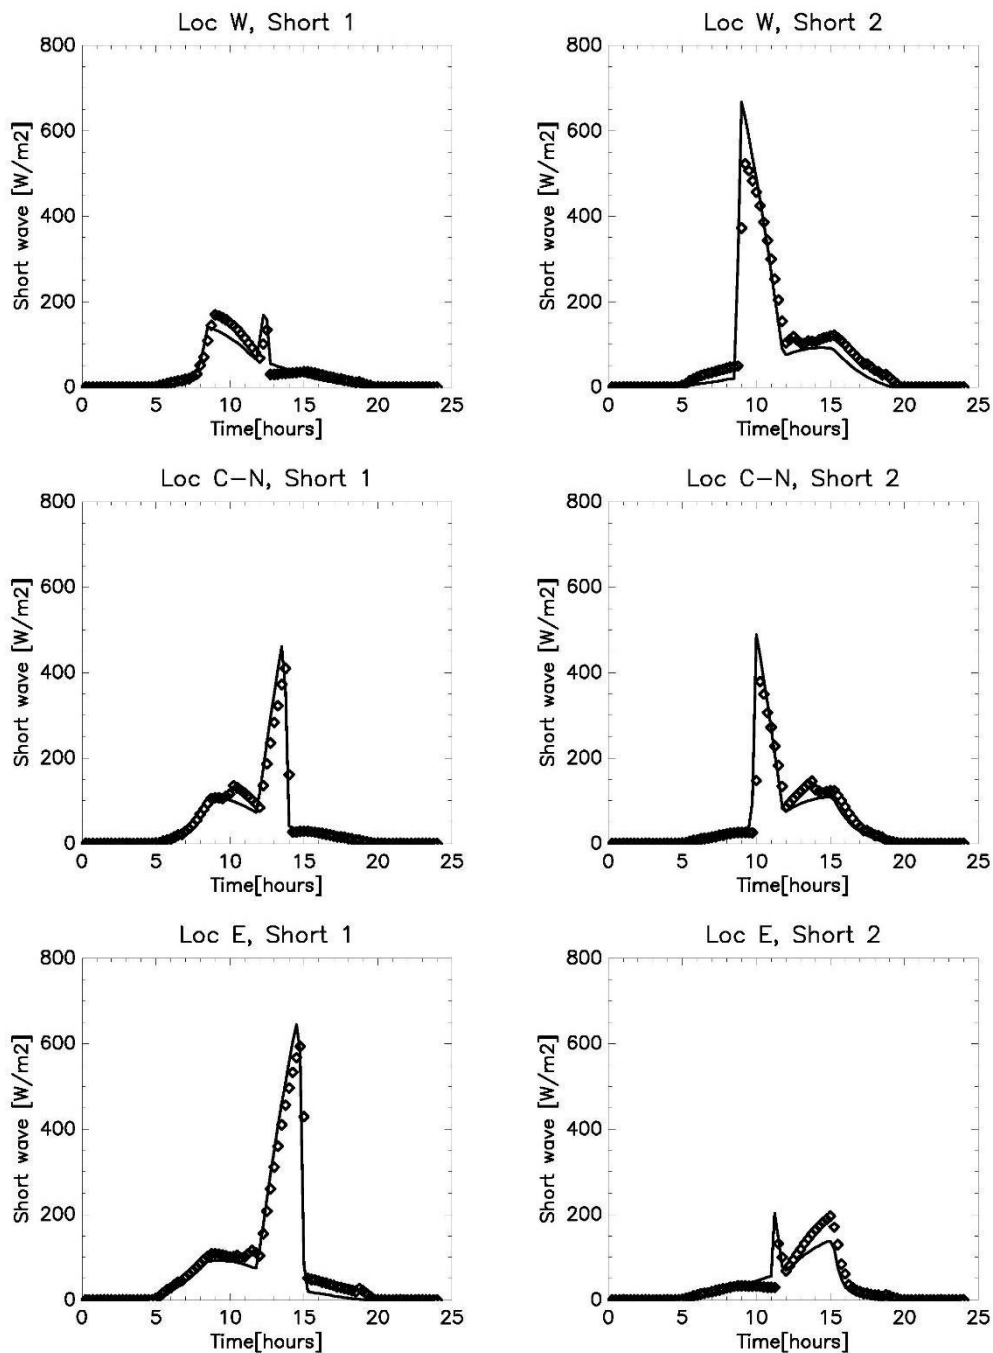 Loc W, Short 1
Short wave [W/m2]
800
600
400
200
0
0 5 10 15 20 25
Time[hours]
Loc W, Short 2
Short wave [W/m2]
800
600
400
200
0
0 5 10 15 20 25
Time[hours]
Loc C-N, Short 1
Short wave [W/m2]
800
600
400
200
0
0 5 10 15 20 25
Time[hours]
Loc C-N, Short 2
Short wave [W/m2]
800
600
400
200
0
0 5 10 15 20 25
Time[hours]
Loc E, Short 1
Short wave [W/m2]
800
600
400
200
0
0 5 10 15 20 25
Time[hours]
Loc E, Short 2
Short wave [W/m2]
800
600
400
200
0
0 5 10 15 20 25
Time[hours]